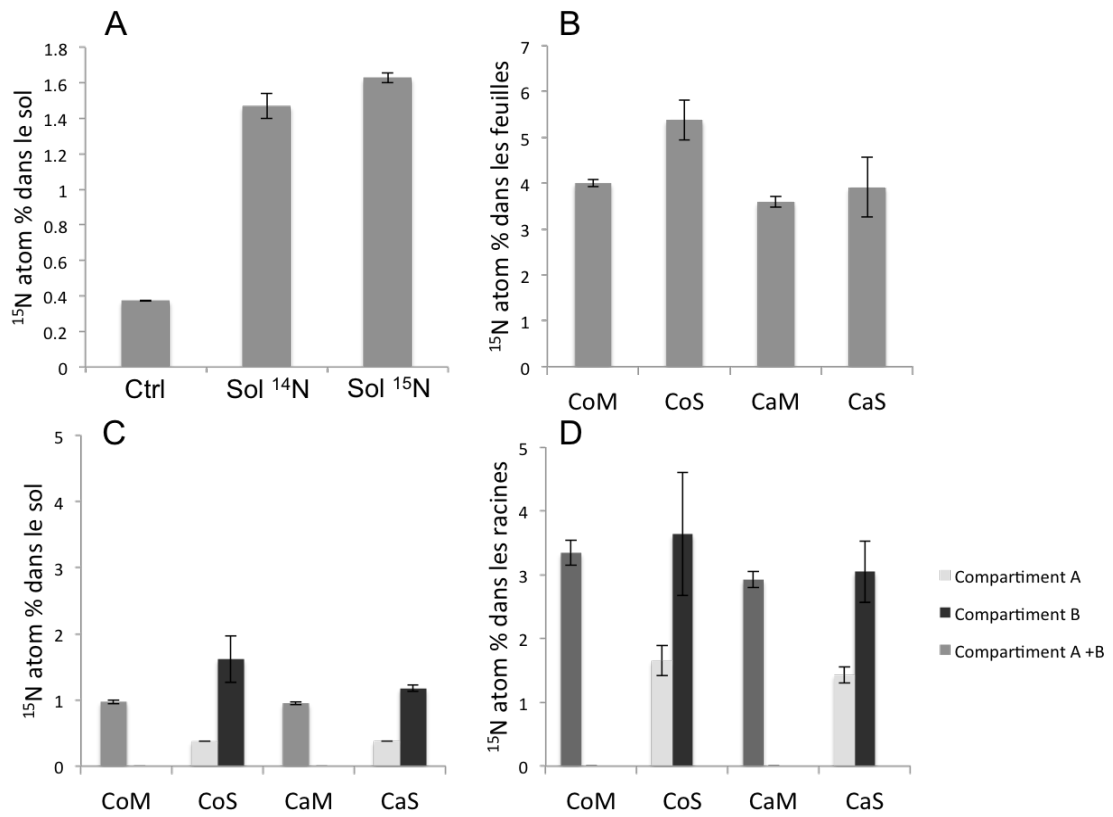 A
¹⁵N atom % dans le sol
1.8
1.6
1.4
1.2
1
0.8
0.6
0.4
0.2
0
Ctrl Sol ¹⁴N Sol ¹⁵N
B
¹⁵N atom % dans les feuilles
7
6
5
4
3
2
1
0
CoM CoS CaM CaS
C
¹⁵N atom % dans le sol
5
4
3
2
1
0
CoM CoS CaM CaS
D
¹⁵N atom % dans les racines
5
4
3
2
1
0
CoM CoS CaM CaS
Compartiment A
Compartiment B
Compartiment A +B